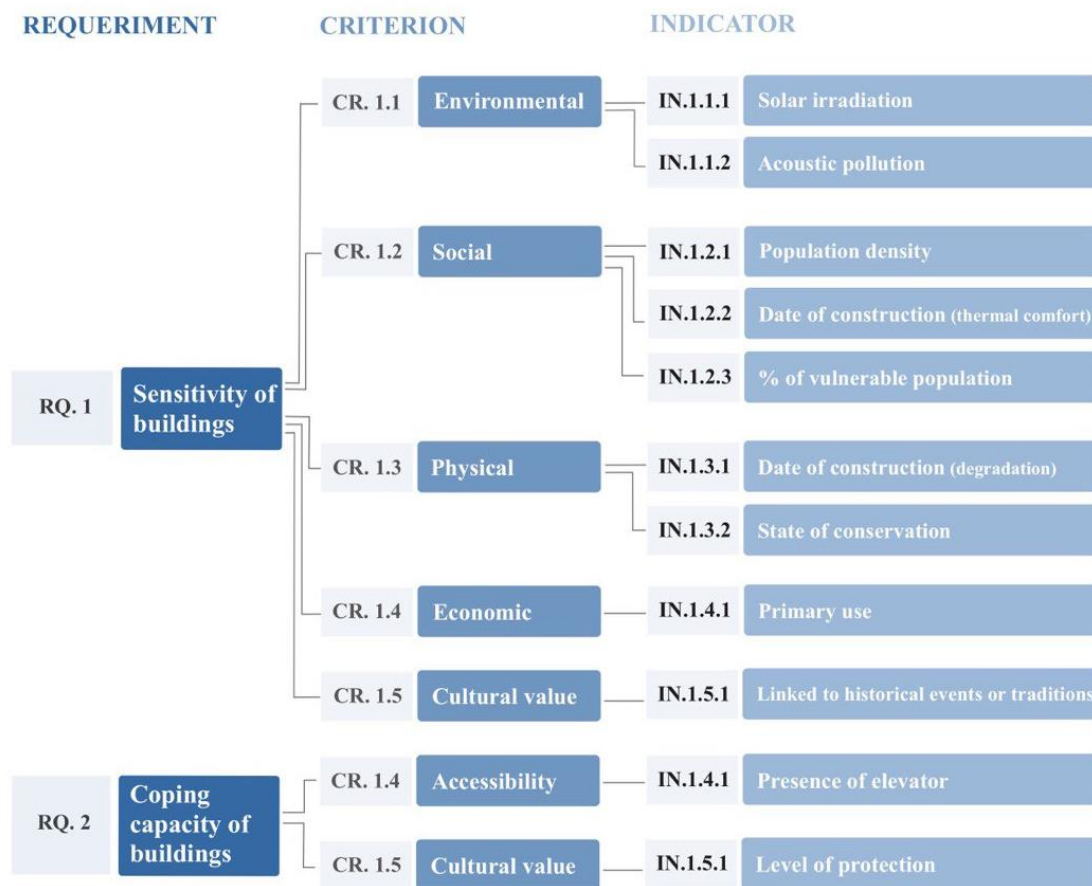 REQUERIMENT CRITERION INDICATOR
CR. 1.1 Environmental IN.1.1.1 Solar irradiation
IN.1.1.2 Acoustic pollution
CR. 1.2 Social IN.1.2.1 Population density
IN.1.2.2 Date of construction (thermal comfort)
IN.1.2.3 % of vulnerable population
RQ. 1 Sensitivity of
buildings
CR. 1.3 Physical IN.1.3.1 Date of construction (degradation)
IN.1.3.2 State of conservation
CR. 1.4 Economic IN.1.4.1 Primary use
CR. 1.5 Cultural value IN.1.5.1 Linked to historical events or traditions
RQ. 2 Coping
capacity of
buildings
CR. 1.4 Accessibility IN.1.4.1 Presence of elevator
CR. 1.5 Cultural value IN.1.5.1 Level of protection